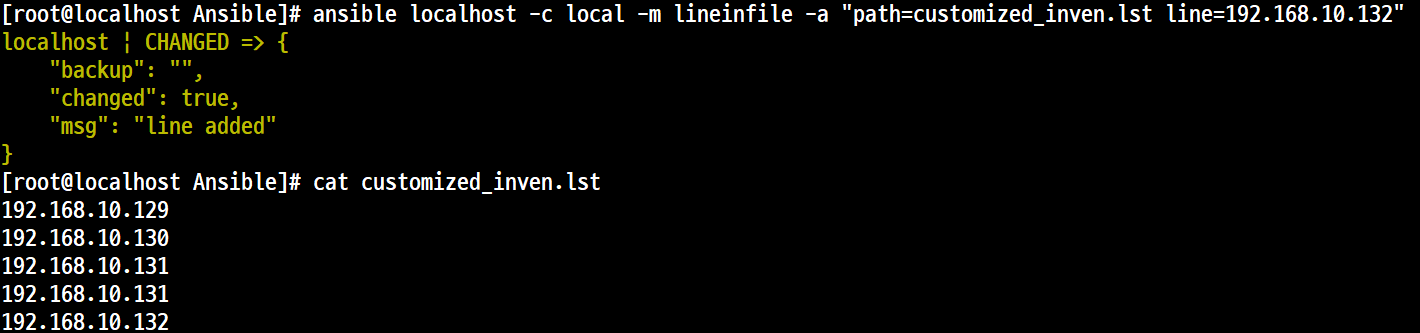 [root@localhost Ansible]# ansible localhost -c local -m lineinfile -a "path=customized_inven.lst line=192.168.10.132"
localhost | CHANGED => {
    "backup": "",
    "changed": true,
    "msg": "line added"
}
[root@localhost Ansible]# cat customized_inven.lst
192.168.10.129
192.168.10.130
192.168.10.131
192.168.10.131
192.168.10.132